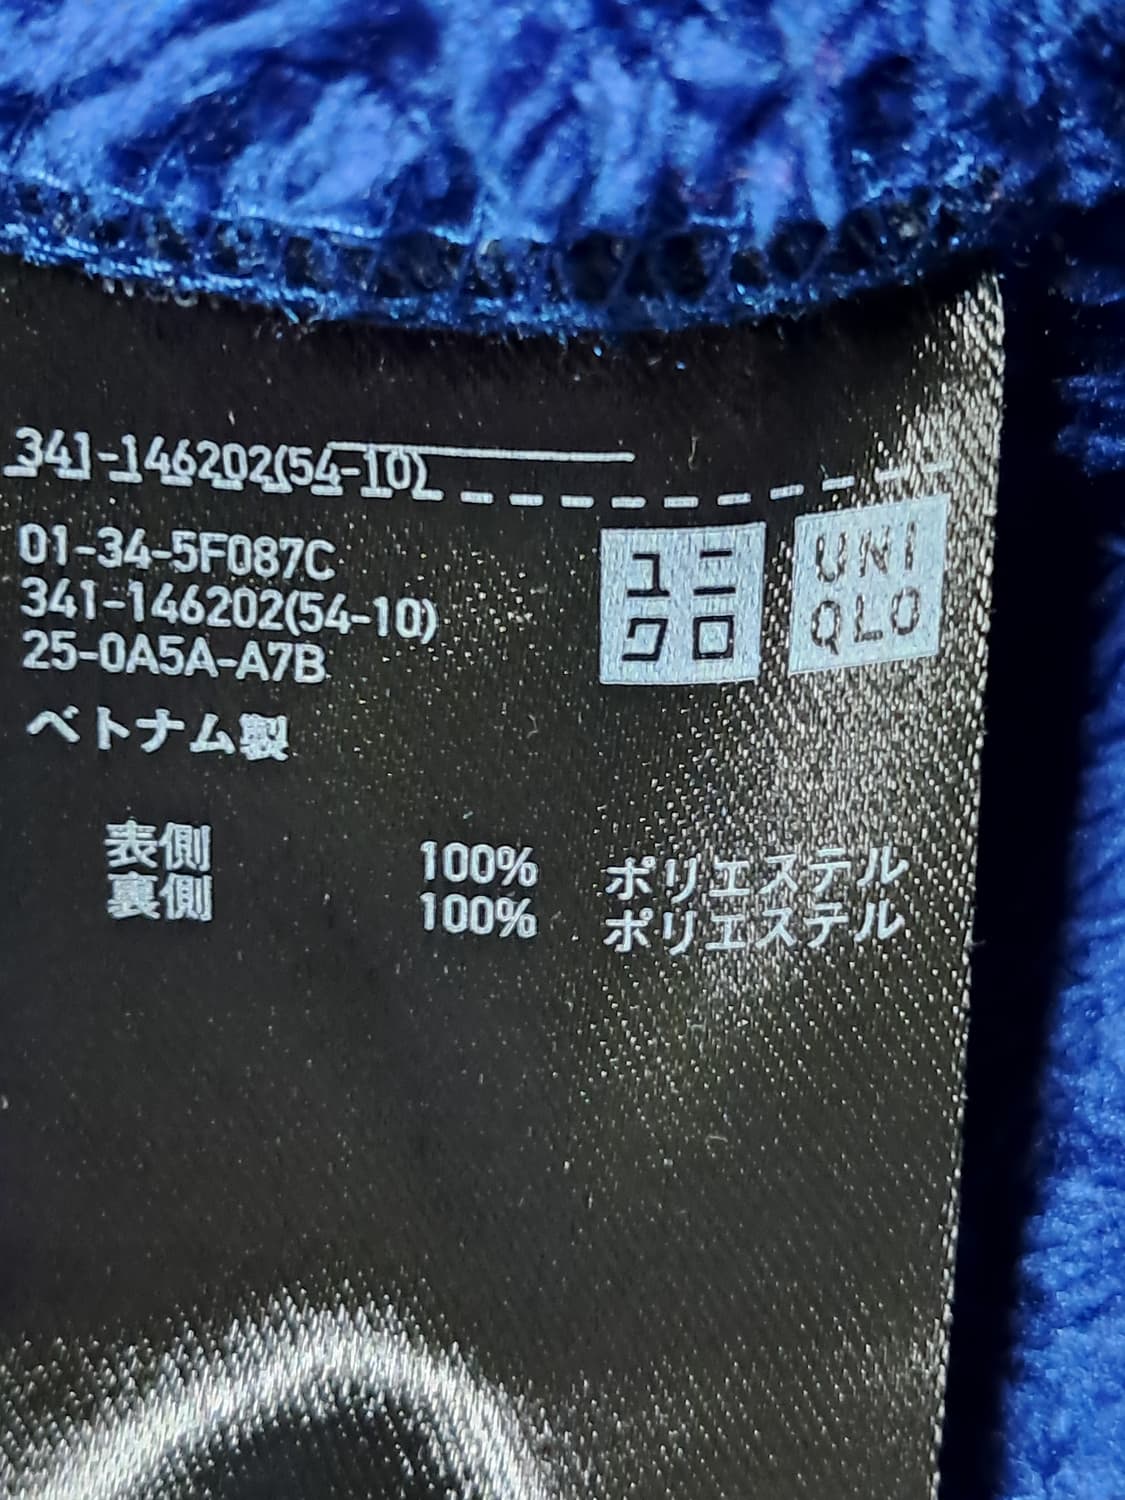 341-146202(54-10)
01-34-5F087C
341-146202(54-10)
25-0A5A-A7B
ベトナム製
ユニ
クロ
UNI
QLO
表側 100% ポリエステル
裏側 100% ポリエステル